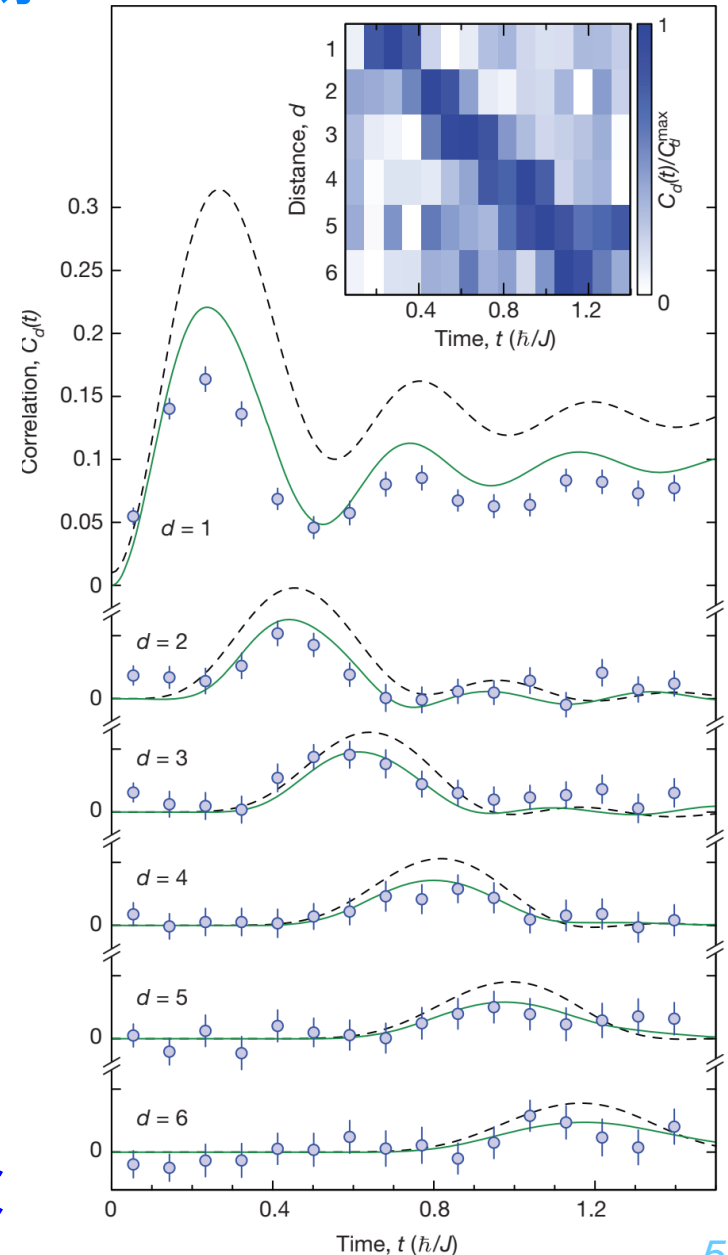 1
2
3
4
5
6
Distance, d
0.4
0.8
1.2
Time, t (ħ/J)
1
0
C_d(t)/C_d^max
0.3
0.25
0.2
0.15
0.1
0.05
0
Correlation, C_d(t)
d = 1
d = 2
0
d = 3
0
d = 4
0
d = 5
0
d = 6
0
0
0.4
0.8
1.2
Time, t (ħ/J)
5